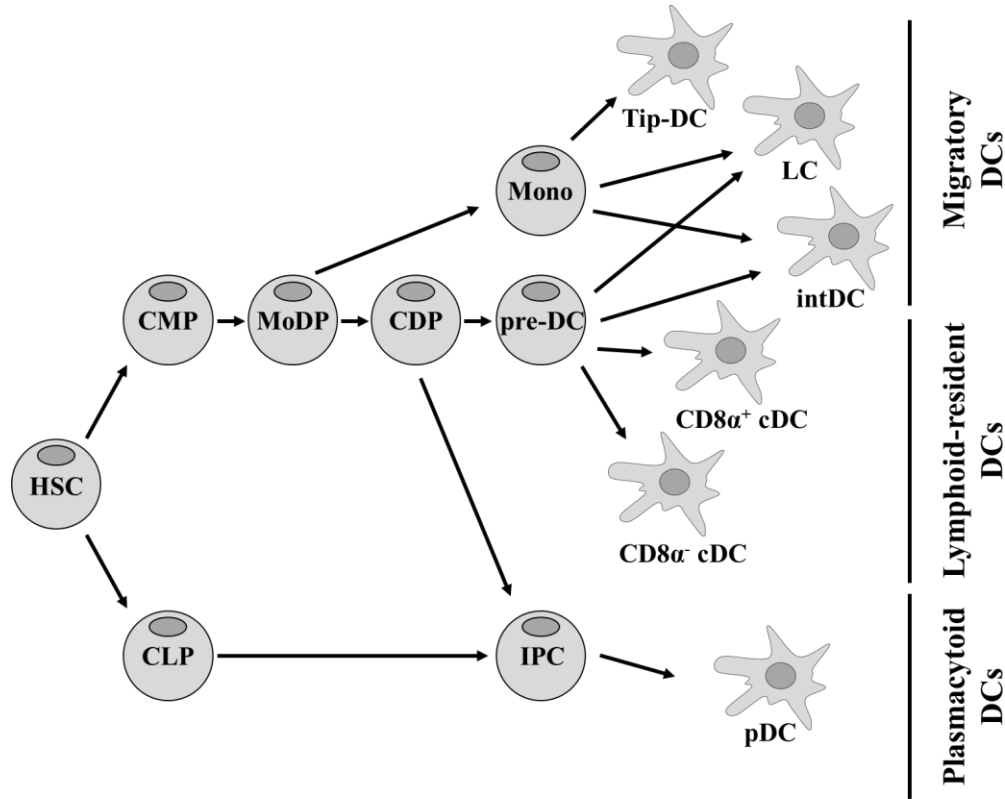 Tip-DC
LC
Mono
intDC
CMP
MoDP
CDP
pre-DC
CD8α⁺ cDC
HSC
CD8α⁻ cDC
CLP
IPC
pDC
Migratory
DCs
Lymphoid-resident
DCs
Plasmacytoid
DCs